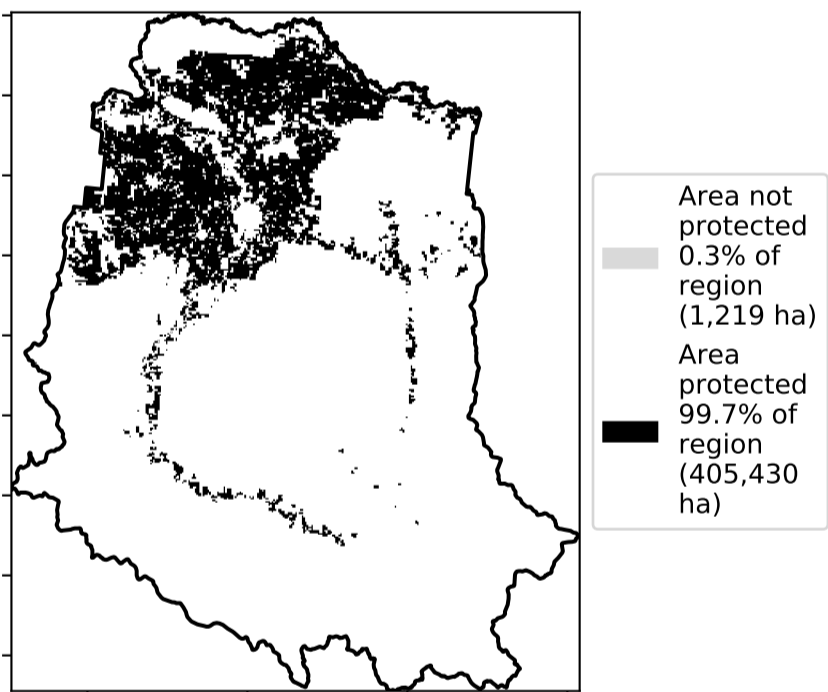 Area not
protected
0.3% of
region
(1,219 ha)
Area
protected
99.7% of
region
(405,430
ha)